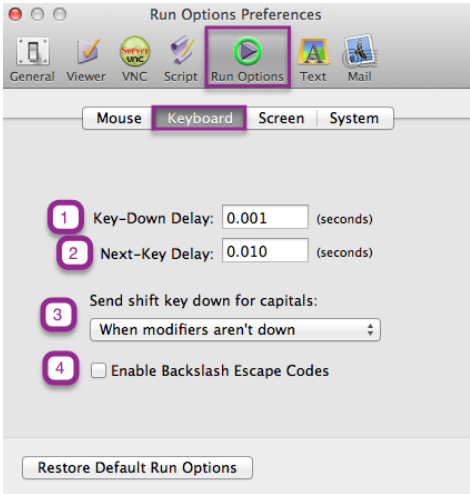 Run Options Preferences
Server
VNC
General Viewer VNC Script Run Options Text Mail
Mouse Keyboard Screen System
1 Key-Down Delay: 0.001 (seconds)
2 Next-Key Delay: 0.010 (seconds)
Send shift key down for capitals:
3 When modifiers aren't down
4 Enable Backslash Escape Codes
Restore Default Run Options